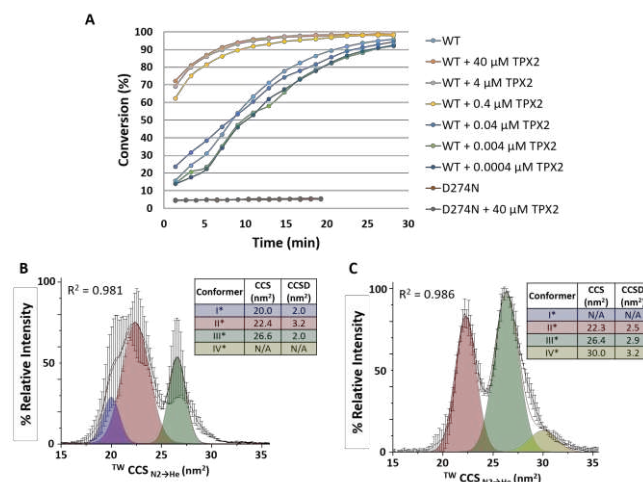 A
Conversion (%)
100
90
80
70
60
50
40
30
20
10
0
0 5 10 15 20 25 30
Time (min)
WT
WT + 40 µM TPX2
WT + 4 µM TPX2
WT + 0.4 µM TPX2
WT + 0.04 µM TPX2
WT + 0.004 µM TPX2
WT + 0.0004 µM TPX2
D274N
D274N + 40 µM TPX2
B
R² = 0.981
Conformer CCS (nm²) CCSD (nm²)
I* 20.0 2.0
II* 22.4 3.2
III* 26.6 2.0
IV* N/A N/A
% Relative Intensity
100
50
0
15 20 25 30 35
TW CCS N2→He (nm²)
C
R² = 0.986
Conformer CCS (nm²) CCSD (nm²)
I* N/A N/A
II* 22.3 2.5
III* 26.4 2.9
IV* 30.0 3.2
% Relative Intensity
100
50
0
15 20 25 30 35
TW CCS N2→He (nm²)